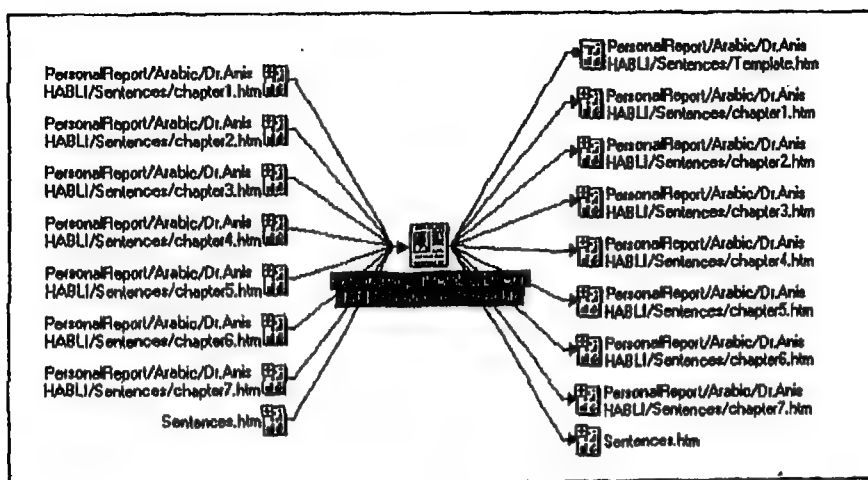 PersonalReport/Arabic/Dr.Anis
HABLI/Sentences/chapter1.htm
PersonalReport/Arabic/Dr.Anis
HABLI/Sentences/chapter2.htm
PersonalReport/Arabic/Dr.Anis
HABLI/Sentences/chapter3.htm
PersonalReport/Arabic/Dr.Anis
HABLI/Sentences/chapter4.htm
PersonalReport/Arabic/Dr.Anis
HABLI/Sentences/chapter5.htm
PersonalReport/Arabic/Dr.Anis
HABLI/Sentences/chapter6.htm
PersonalReport/Arabic/Dr.Anis
HABLI/Sentences/chapter7.htm
Sentences.htm
PersonalReport/Arabic/Dr.Anis
HABLI/Sentences/Template.htm
PersonalReport/Arabic/Dr.Anis
HABLI/Sentences/chapter1.htm
PersonalReport/Arabic/Dr.Anis
HABLI/Sentences/chapter2.htm
PersonalReport/Arabic/Dr.Anis
HABLI/Sentences/chapter3.htm
PersonalReport/Arabic/Dr.Anis
HABLI/Sentences/chapter4.htm
PersonalReport/Arabic/Dr.Anis
HABLI/Sentences/chapter5.htm
PersonalReport/Arabic/Dr.Anis
HABLI/Sentences/chapter6.htm
PersonalReport/Arabic/Dr.Anis
HABLI/Sentences/chapter7.htm
Sentences.htm